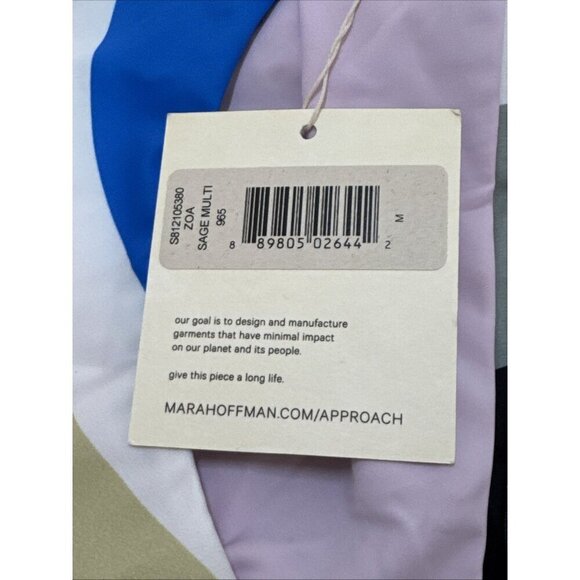 S812105380
ZOA
SAGE MULTI
965
8 89805 02644 2
M
our goal is to design and manufacture
garments that have minimal impact
on our planet and its people.
give this piece a long life.
MARAHOFFMAN.COM/APPROACH